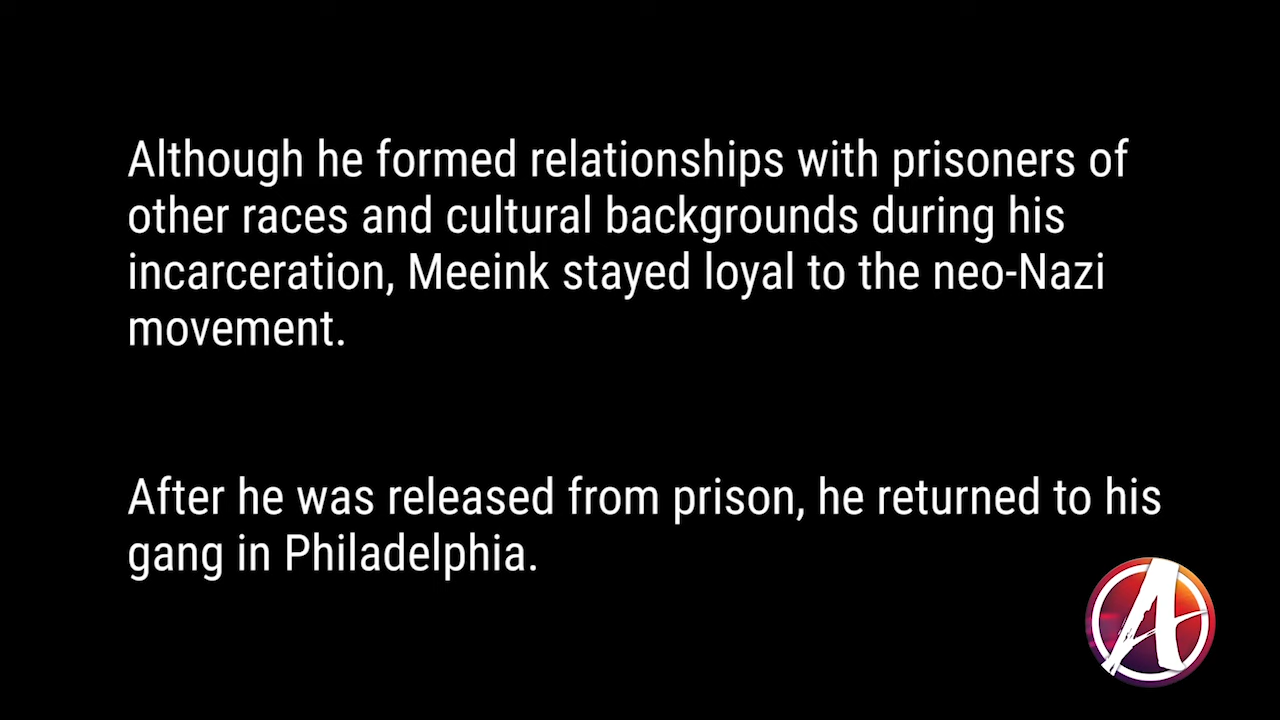 Although he formed relationships with prisoners of
other races and cultural backgrounds during his
incarceration, Meeink stayed loyal to the neo-Nazi
movement.
After he was released from prison, he returned to his
gang in Philadelphia.
A